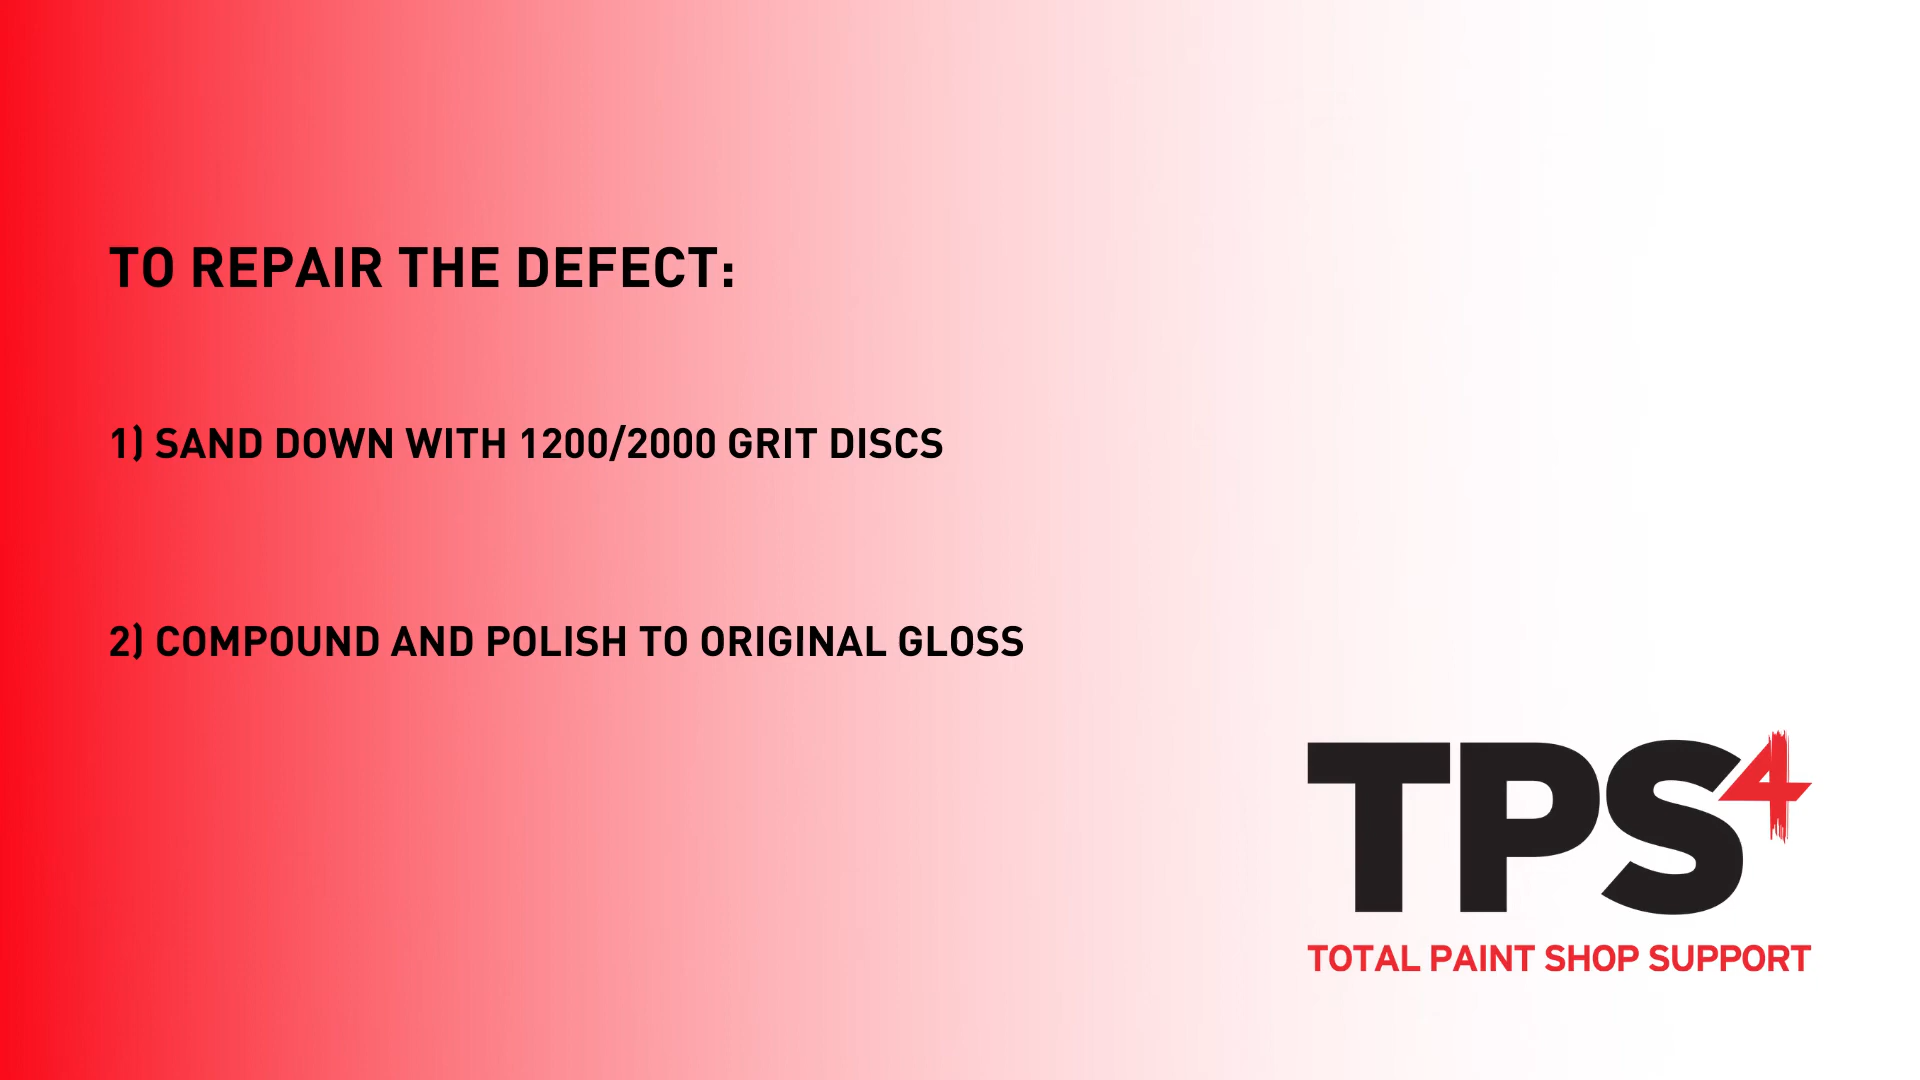 TO REPAIR THE DEFECT:
1) SAND DOWN WITH 1200/2000 GRIT DISCS
2) COMPOUND AND POLISH TO ORIGINAL GLOSS
TPS4
TOTAL PAINT SHOP SUPPORT